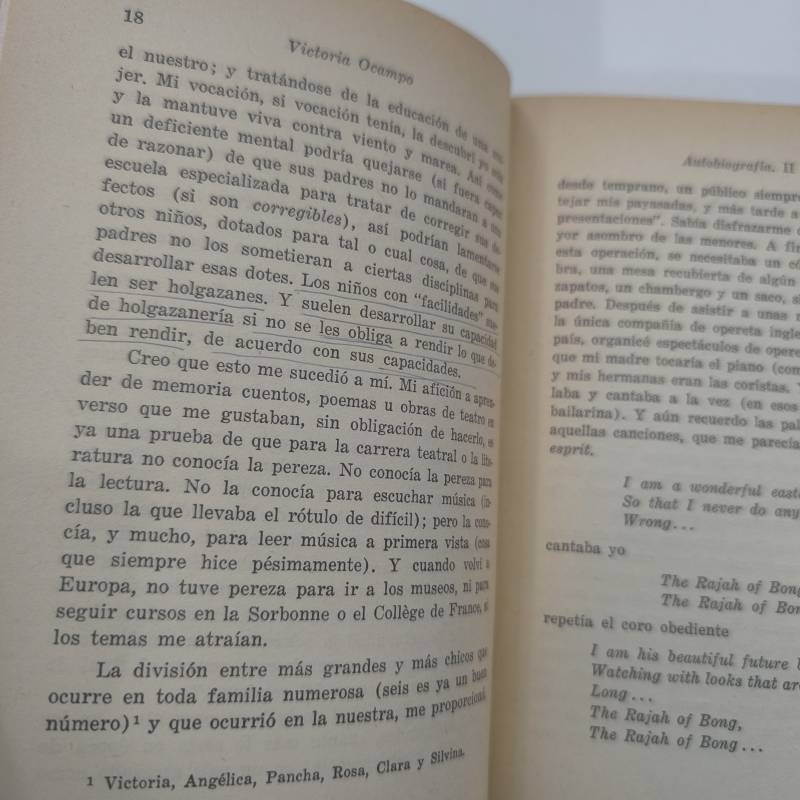 18
Victoria Ocampo
el nuestro; y tratándose de la educación de una mu-
jer. Mi vocación, si vocación tenía, la descubrí yo sola
y la mantuve viva contra viento y marea. Así como
un deficiente mental podría quejarse (si fuera capaz
de razonar) de que sus padres no lo mandaran a una
escuela especializada para tratar de corregir sus de-
fectos (si son corregibles), así podrían lamentarse
otros niños, dotados para tal o cual cosa, de que sus
padres no los sometieran a ciertas disciplinas para
desarrollar esas dotes. Los niños con "facilidades" sue-
len ser holgazanes. Y suelen desarrollar su capacidad
de holgazanería si no se les obliga a rendir lo que de-
ben rendir, de acuerdo con sus capacidades.
Creo que esto me sucedió a mí. Mi afición a apren-
der de memoria cuentos, poemas u obras de teatro en
verso que me gustaban, sin obligación de hacerlo, es
ya una prueba de que para la carrera teatral o la lite-
ratura no conocía la pereza. No conocía la pereza para
la lectura. No la conocía para escuchar música (in-
cluso la que llevaba el rótulo de difícil); pero la cono-
cía, y mucho, para leer música a primera vista (cosa
que siempre hice pésimamente). Y cuando volví a
Europa, no tuve pereza para ir a los museos, ni para
seguir cursos en la Sorbonne o el Collège de France, si
los temas me atraían.
La división entre más grandes y más chicos que
ocurre en toda familia numerosa (seis es ya un buen
número)¹ y que ocurrió en la nuestra, me proporcionó,
1 Victoria, Angélica, Pancha, Rosa, Clara y Silvina.
Autobiografía. II
desde temprano, un público siempre
tejar mis payasadas, y más tarde a
presentaciones". Sabía disfrazarme
yor asombro de las menores. A fin
esta operación, se necesitaba un
bra, una mesa recubierta de algún
zapatos, un chambergo y un saco,
padre. Después de asistir a unas
la única compañía de opereta ingle
país, organicé espectáculos de opere
que mi madre tocaría el piano (com
y mis hermanas eran las coristas.
laba y cantaba a la vez (en esos
bailarina). Y aún recuerdo las pal
aquellas canciones, que me parecía
esprit.
I am a wonderful east
So that I never do any
Wrong...
cantaba yo
The Rajah of Bong
The Rajah of Bon
repetía el coro obediente
I am his beautiful future b
Watching with looks that ar
Long...
The Rajah of Bong,
The Rajah of Bong...